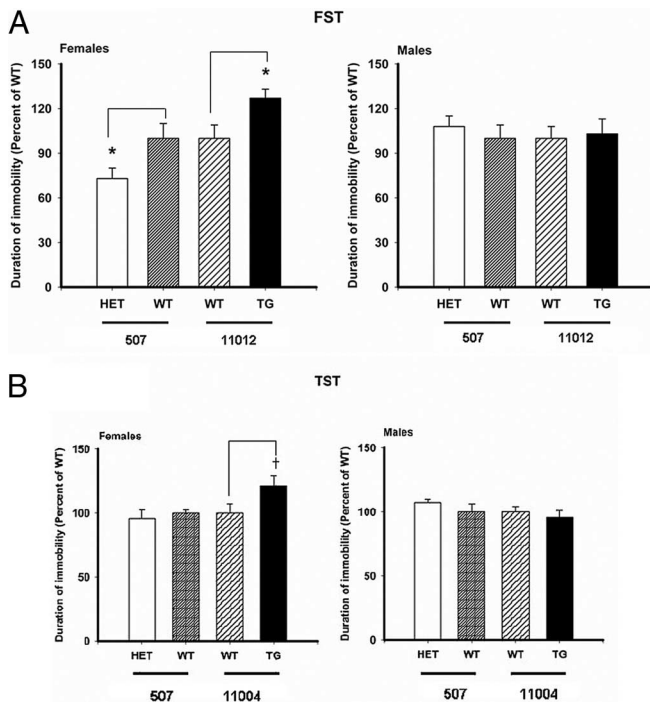 A
FST
Females
Duration of immobility (Percent of WT)
150
120
90
60
30
0
*
*
HET WT WT TG
507 11012
Males
Duration of immobility (Percent of WT)
150
120
90
60
30
0
HET WT WT TG
507 11012
B
TST
Females
Duration of immobility (Percent of WT)
150
100
50
0
†
HET WT WT TG
507 11004
Males
Duration of immobility (Percent of WT)
150
100
50
0
HET WT WT TG
507 11004